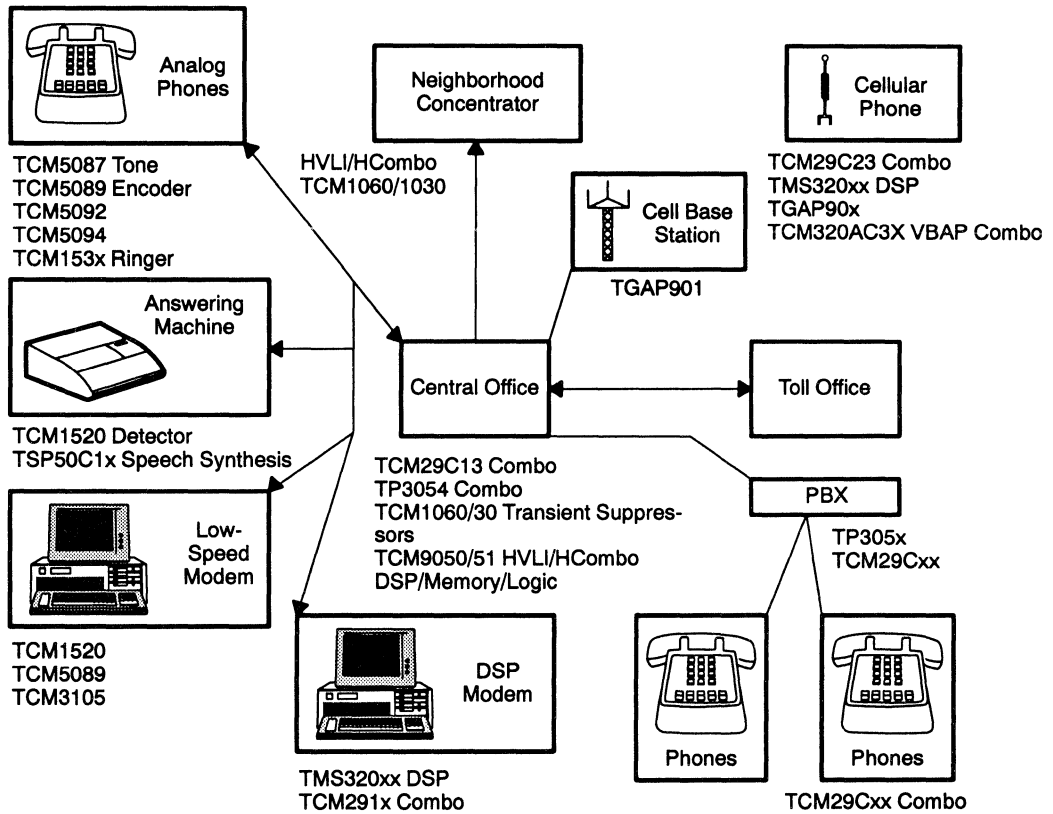 Analog
Phones
TCM5087 Tone
TCM5089 Encoder
TCM5092
TCM5094
TCM153x Ringer
Neighborhood
Concentrator
HVLI/HCombo
TCM1060/1030
Cellular
Phone
TCM29C23 Combo
TMS320xx DSP
TGAP90x
TCM320AC3X VBAP Combo
Cell Base
Station
TGAP901
Answering
Machine
TCM1520 Detector
TSP50C1x Speech Synthesis
Central Office
Toll Office
TCM29C13 Combo
TP3054 Combo
TCM1060/30 Transient Suppres-
sors
TCM9050/51 HVLI/HCombo
DSP/Memory/Logic
PBX
TP305x
TCM29Cxx
Low-
Speed
Modem
TCM1520
TCM5089
TCM3105
DSP
Modem
TMS320xx DSP
TCM291x Combo
Phones
Phones
TCM29Cxx Combo